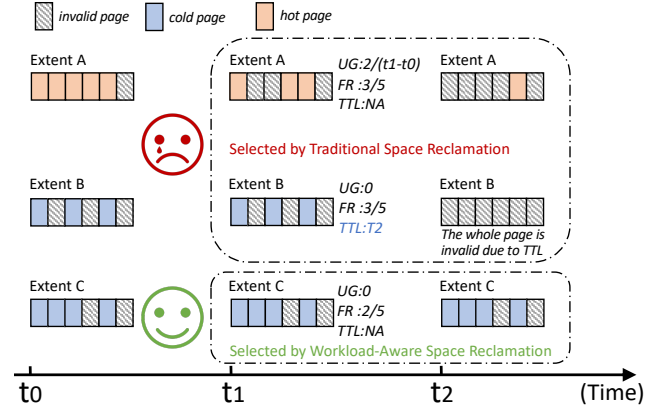 invalid page cold page hot page
Extent A Extent A Extent A
UG:2/(t1-t0)
FR :3/5
TTL:NA
Selected by Traditional Space Reclamation
Extent B Extent B Extent B
UG:0
FR :3/5
TTL:T2
The whole page is
invalid due to TTL
Extent C Extent C Extent C
UG:0
FR :2/5
TTL:NA
Selected by Workload-Aware Space Reclamation
t0 t1 t2 (Time)